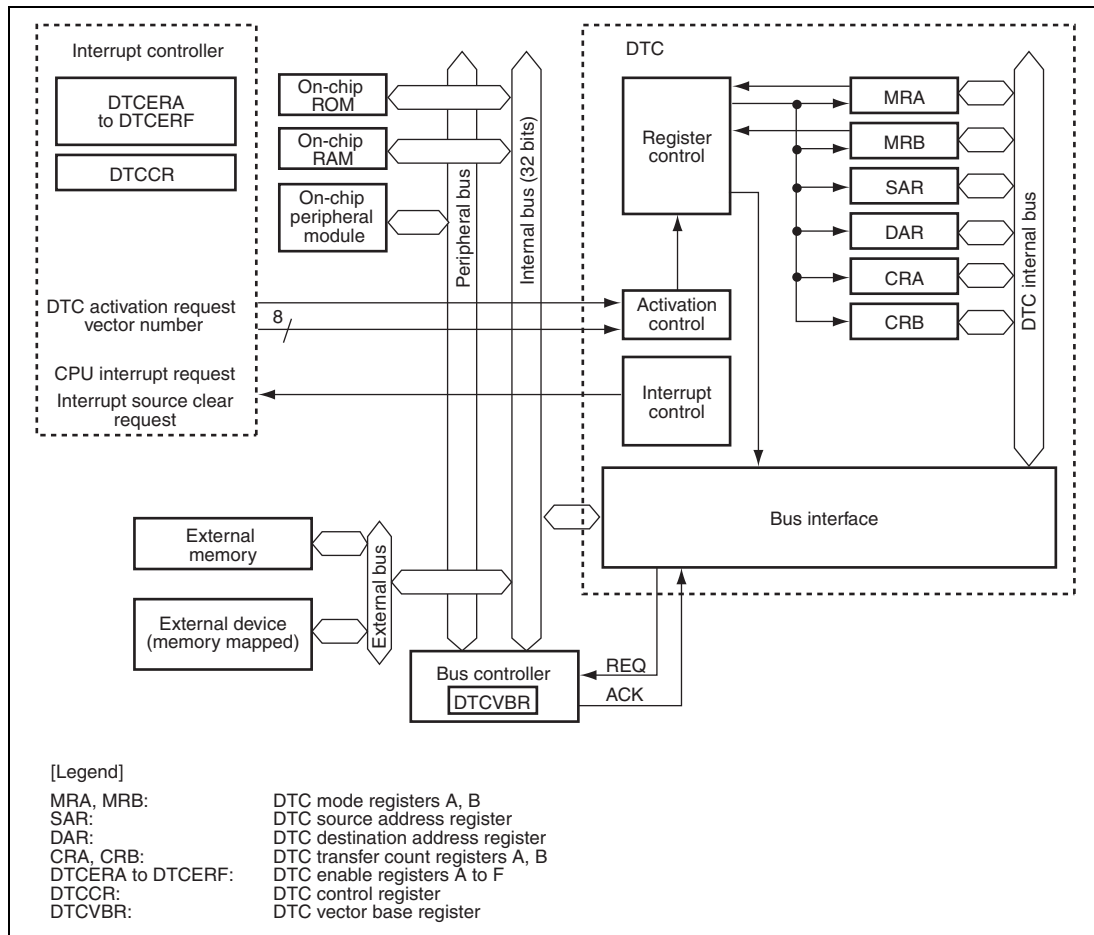 Interrupt controller
DTCERA
to DTCERF
DTCCR
DTC activation request
vector number
8
CPU interrupt request
Interrupt source clear
request
On-chip
ROM
On-chip
RAM
On-chip
peripheral
module
Peripheral bus
Internal bus (32 bits)
External
memory
External device
(memory mapped)
External bus
Bus controller
DTCVBR
REQ
ACK
DTC
Register
control
Activation
control
Interrupt
control
MRA
MRB
SAR
DAR
CRA
CRB
DTC internal bus
Bus interface
[Legend]
MRA, MRB: DTC mode registers A, B
SAR: DTC source address register
DAR: DTC destination address register
CRA, CRB: DTC transfer count registers A, B
DTCERA to DTCERF: DTC enable registers A to F
DTCCR: DTC control register
DTCVBR: DTC vector base register